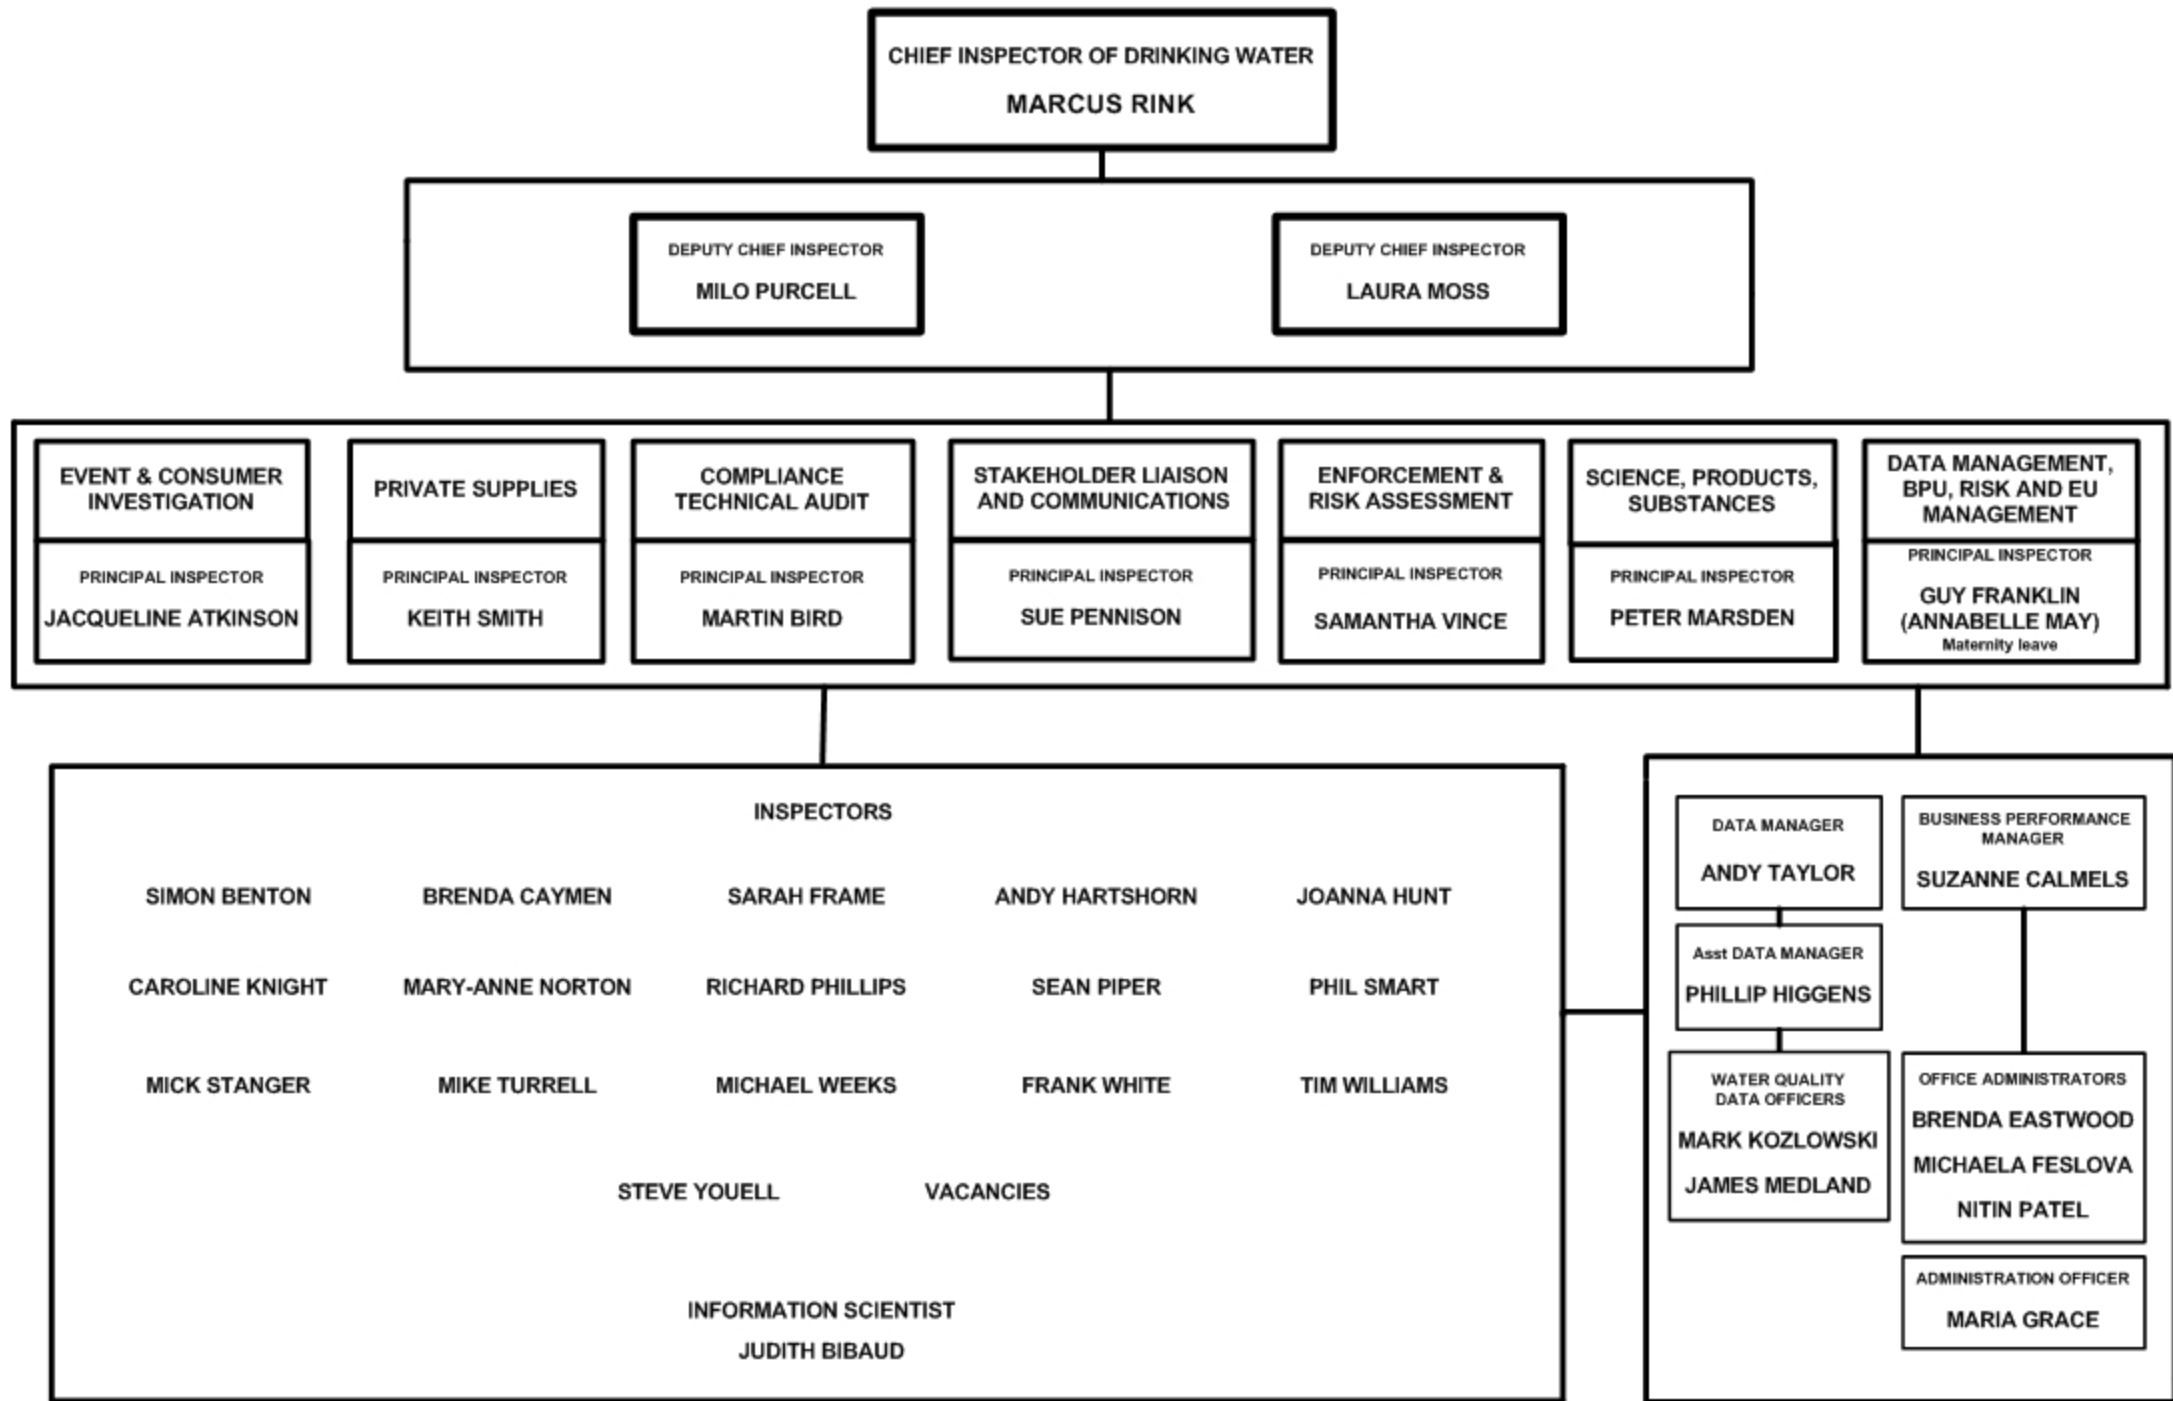 CHIEF INSPECTOR OF DRINKING WATER
MARCUS RINK
DEPUTY CHIEF INSPECTOR
MILO PURCELL
DEPUTY CHIEF INSPECTOR
LAURA MOSS
EVENT & CONSUMER
INVESTIGATION
PRINCIPAL INSPECTOR
JACQUELINE ATKINSON
PRIVATE SUPPLIES
PRINCIPAL INSPECTOR
KEITH SMITH
COMPLIANCE
TECHNICAL AUDIT
PRINCIPAL INSPECTOR
MARTIN BIRD
STAKEHOLDER LIAISON
AND COMMUNICATIONS
PRINCIPAL INSPECTOR
SUE PENNISON
ENFORCEMENT &
RISK ASSESSMENT
PRINCIPAL INSPECTOR
SAMANTHA VINCE
SCIENCE, PRODUCTS,
SUBSTANCES
PRINCIPAL INSPECTOR
PETER MARSDEN
DATA MANAGEMENT,
BPU, RISK AND EU
MANAGEMENT
PRINCIPAL INSPECTOR
GUY FRANKLIN
(ANNABELLE MAY)
Maternity leave
INSPECTORS
SIMON BENTON BRENDA CAYMEN SARAH FRAME ANDY HARTSHORN JOANNA HUNT
CAROLINE KNIGHT MARY-ANNE NORTON RICHARD PHILLIPS SEAN PIPER PHIL SMART
MICK STANGER MIKE TURRELL MICHAEL WEEKS FRANK WHITE TIM WILLIAMS
STEVE YOUELL VACANCIES
INFORMATION SCIENTIST
JUDITH BIBAUD
DATA MANAGER
ANDY TAYLOR
Asst DATA MANAGER
PHILLIP HIGGENS
WATER QUALITY
DATA OFFICERS
MARK KOZLOWSKI
JAMES MEDLAND
BUSINESS PERFORMANCE
MANAGER
SUZANNE CALMELS
OFFICE ADMINISTRATORS
BRENDA EASTWOOD
MICHAELA FESLOVA
NITIN PATEL
ADMINISTRATION OFFICER
MARIA GRACE